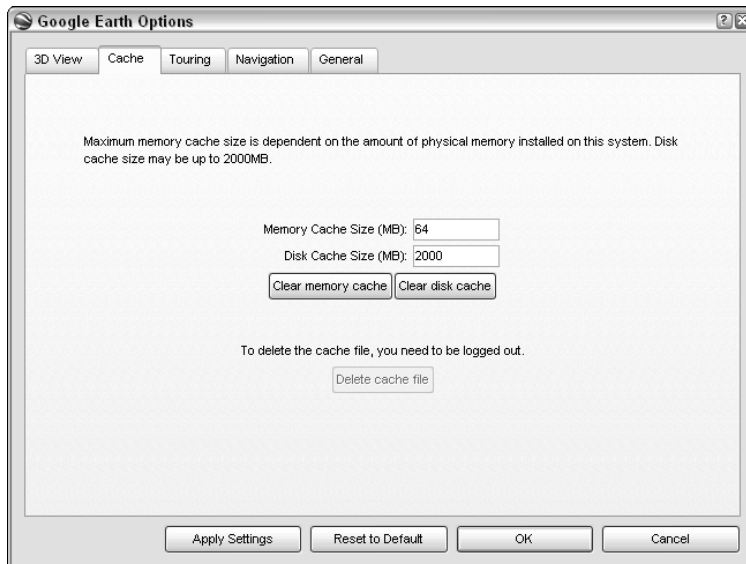 Google Earth Options
3D View Cache Touring Navigation General
Maximum memory cache size is dependent on the amount of physical memory installed on this system. Disk
cache size may be up to 2000MB.
Memory Cache Size (MB): 64
Disk Cache Size (MB): 2000
Clear memory cache Clear disk cache
To delete the cache file, you need to be logged out.
Delete cache file
Apply Settings Reset to Default OK Cancel